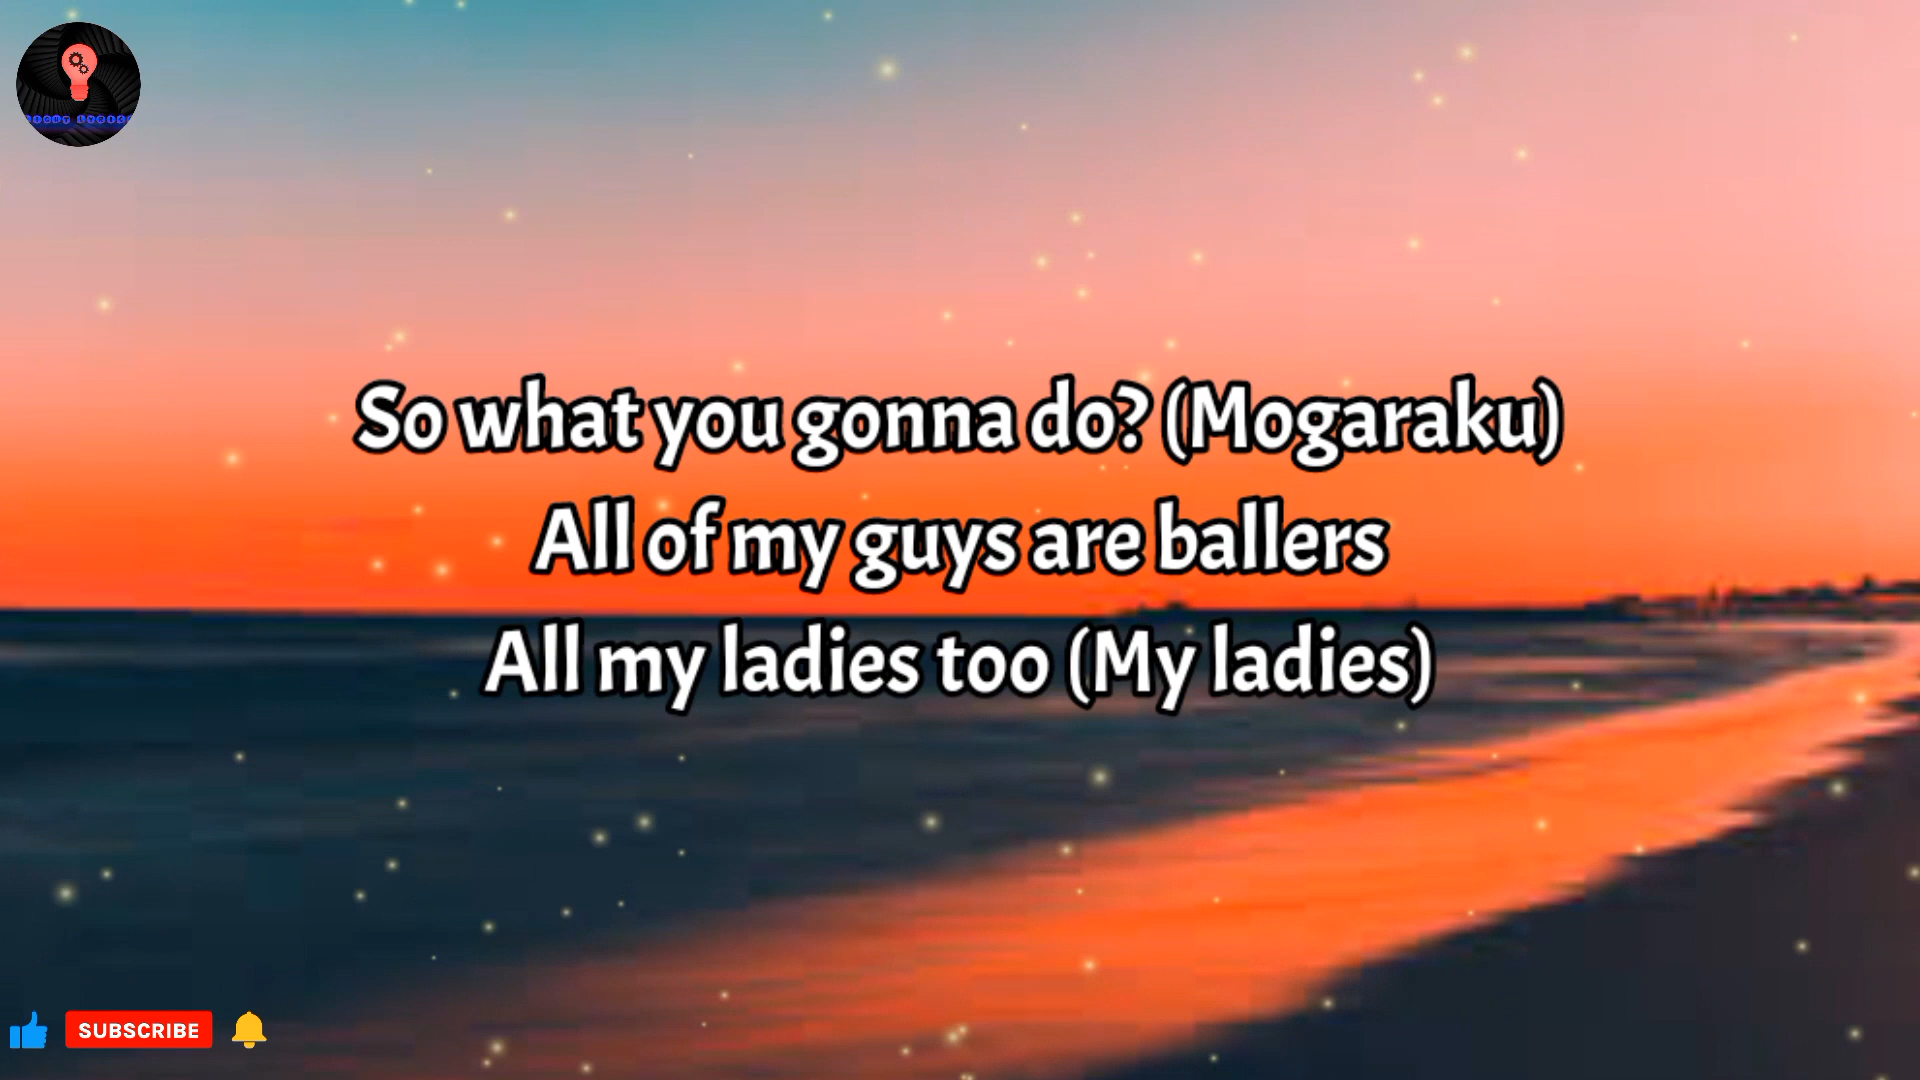 So what you gonna do? (Mogaraku)
All of my guys are ballers
All my ladies too (My ladies)
SUBSCRIBE